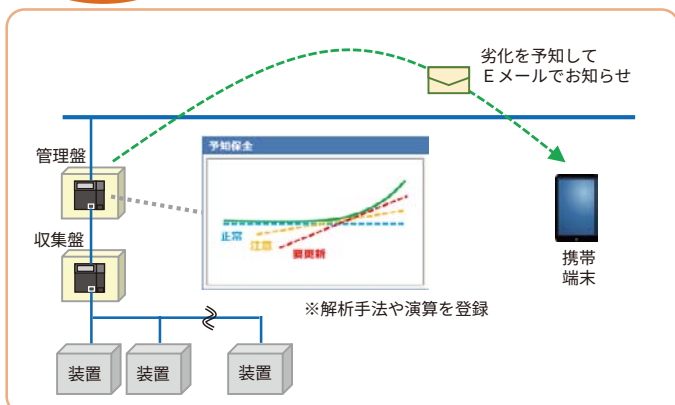 劣化を予知して
Eメールでお知らせ
予知保全
管理盤
正常
注意
要更新
収集盤
携帯
端末
※解析手法や演算を登録
装置
装置
装置